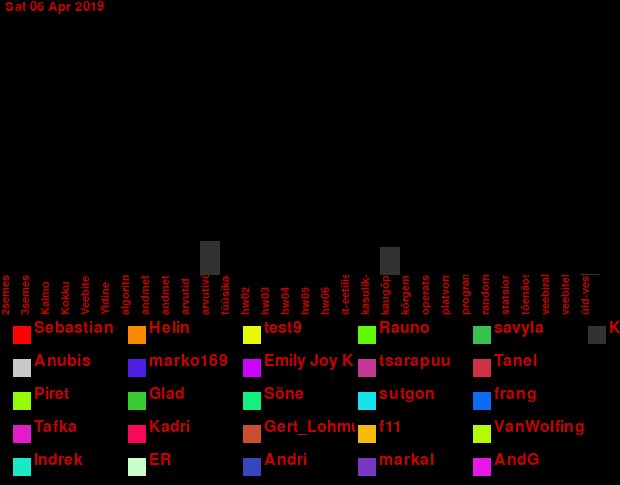 Sat 06 Apr 2019
2semes
3semes
Kalmo
Kokku
Veebite
Yldine
algoritn
andmet
andmet
arvutid
arvutivõ
füüsika
hw02
hw03
hw04
hw05
hw06
it-eetilis
kasulik-
kaugõp
kõrgem
operats
platvorr
progran
random
statsior
tõenäos
veebiral
veebitel
üld-vest
Sebastian Helin test9 Rauno savyla K
Anubis marko169 Emily Joy K tsarapuu Tanel
Piret Glad Sõne sutgon frang
Tafka Kadri Gert_Lohmu f11 VanWolfing
Indrek ER Andri markal AndG